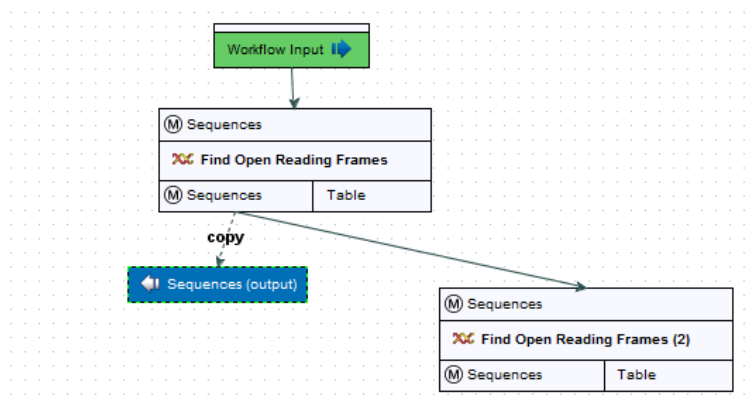 Workflow Input
M Sequences
Find Open Reading Frames
M Sequences Table
copy
Sequences (output)
M Sequences
Find Open Reading Frames (2)
M Sequences Table